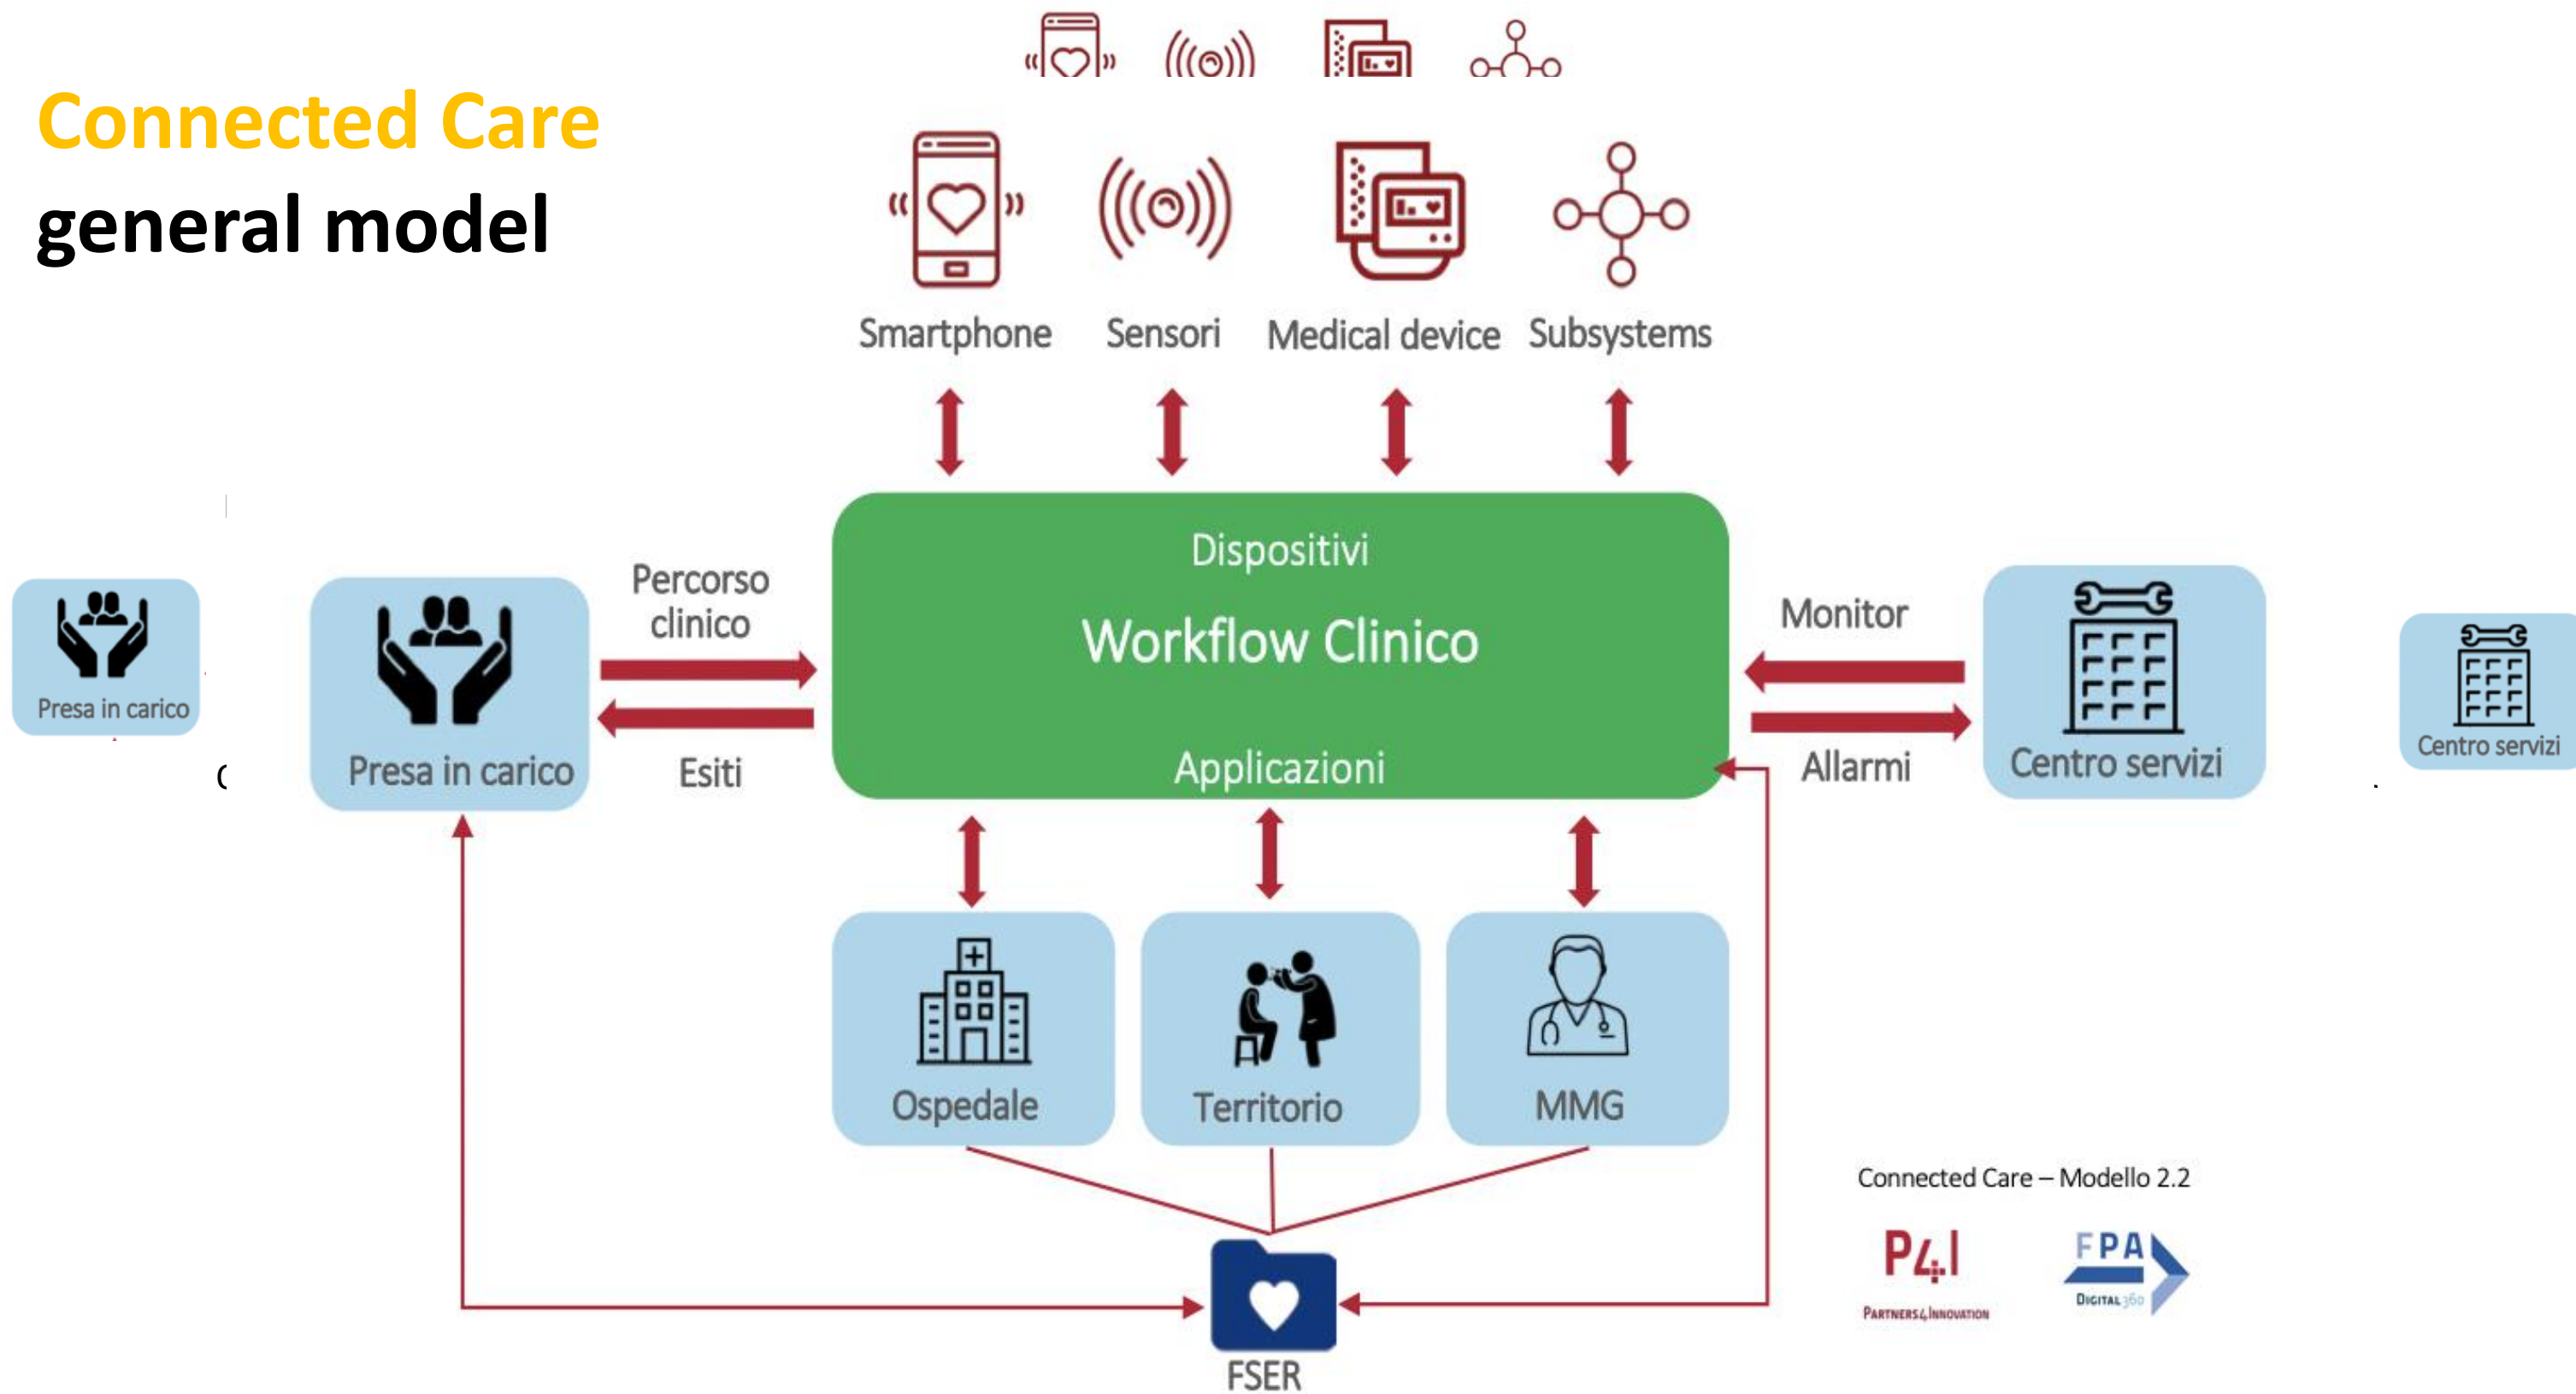 Connected Care
general model
Smartphone
Sensori
Medical device
Subsystems
Dispositivi
Workflow Clinico
Applicazioni
Percorso
clinico
Esiti
Monitor
Allarmi
Presa in carico
Presa in carico
Centro servizi
Centro servizi
Ospedale
Territorio
MMG
FSER
Connected Care – Modello 2.2
P4I
PARTNERS4INNOVATION
FPA
DIGITAL360